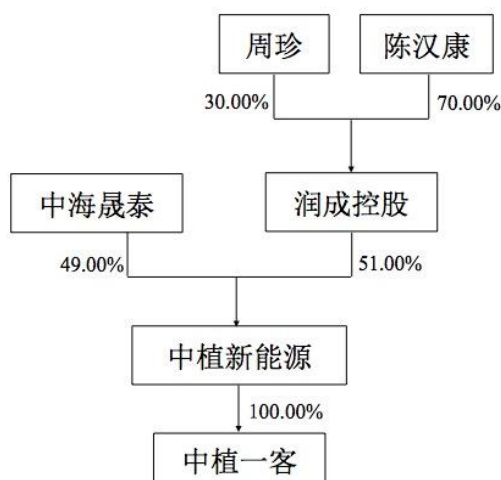 周珍
陈汉康
30.00%
70.00%
中海晟泰
润成控股
49.00%
51.00%
中植新能源
100.00%
中植一客